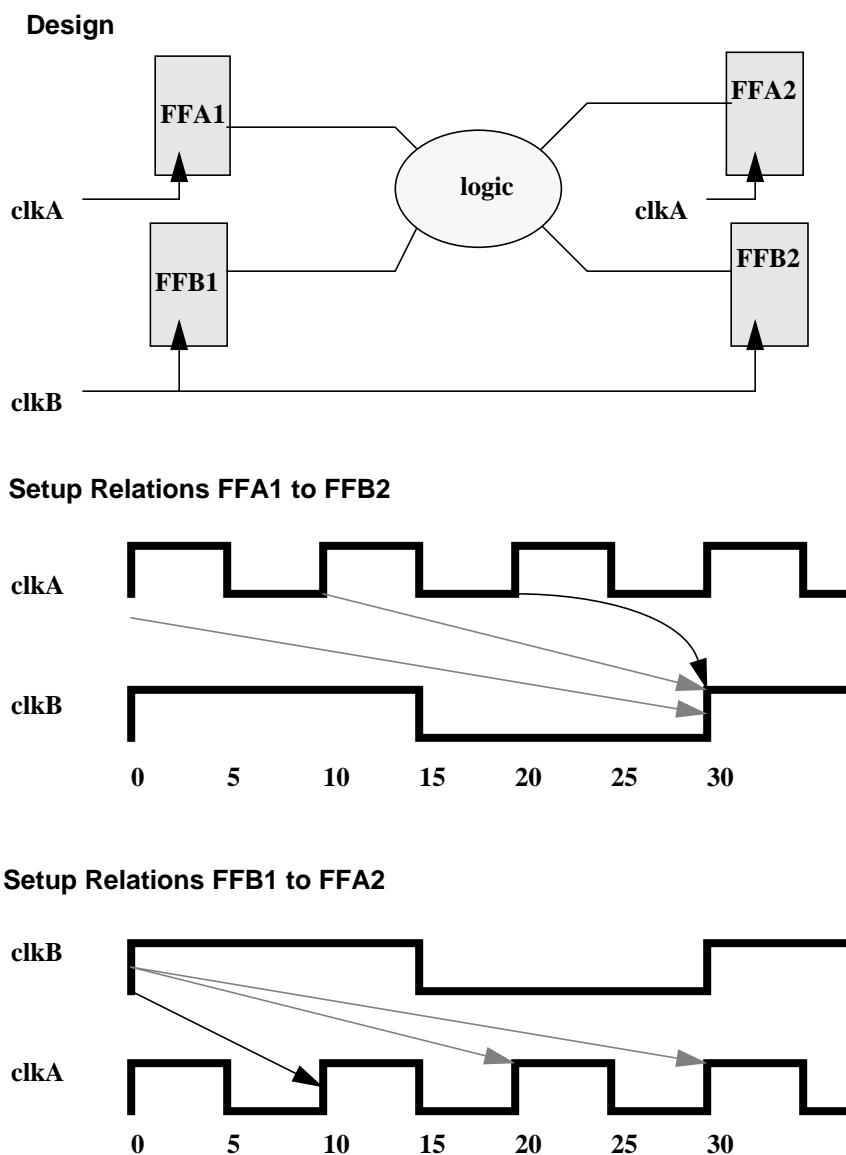 Design
FFA1
FFA2
logic
clkA
clkA
FFB1
FFB2
clkB
Setup Relations FFA1 to FFB2
clkA
clkB
0 5 10 15 20 25 30
Setup Relations FFB1 to FFA2
clkB
clkA
0 5 10 15 20 25 30